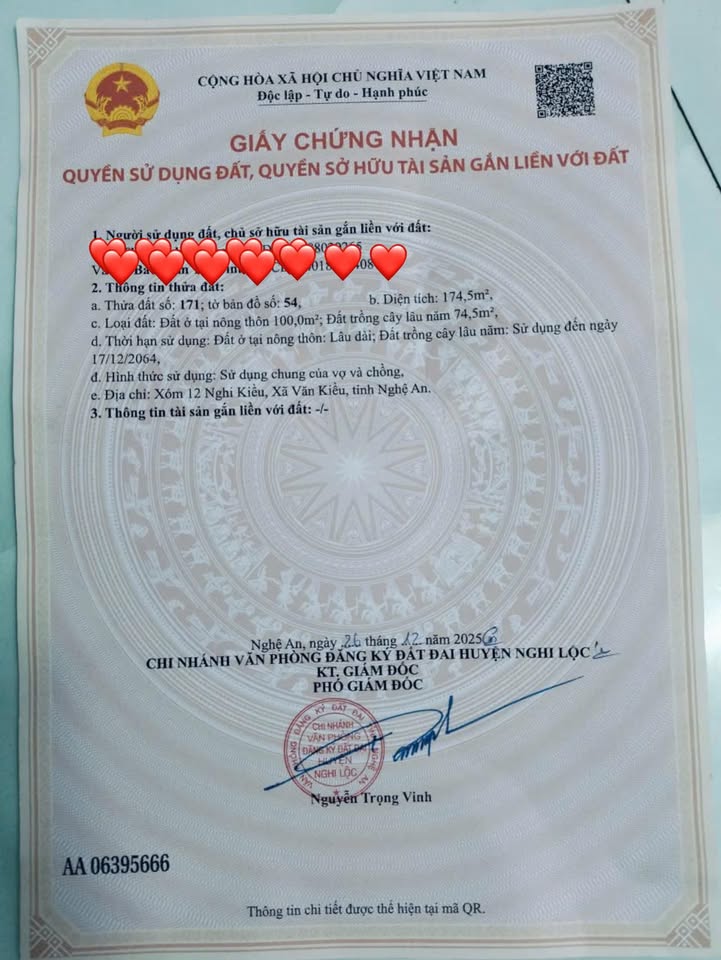 CỘNG HÒA XÃ HỘI CHỦ NGHĨA VIỆT NAM
Độc lập - Tự do - Hạnh phúc
GIẤY CHỨNG NHẬN
QUYỀN SỬ DỤNG ĐẤT, QUYỀN SỞ HỮU TÀI SẢN GẮN LIỀN VỚI ĐẤT
1. Người sử dụng đất, chủ sở hữu tài sản gắn liền với đất:
2. Thông tin thửa đất:
a. Thửa đất số: 171; tờ bản đồ số: 54, b. Diện tích: 174,5m²,
c. Loại đất: Đất ở tại nông thôn 100,0m²; Đất trồng cây lâu năm 74,5m²,
d. Thời hạn sử dụng: Đất ở tại nông thôn: Lâu dài; Đất trồng cây lâu năm: Sử dụng đến ngày
17/12/2064,
đ. Hình thức sử dụng: Sử dụng chung của vợ và chồng,
e. Địa chỉ: Xóm 12 Nghi Kiều, Xã Văn Kiều, tỉnh Nghệ An.
3. Thông tin tài sản gắn liền với đất: -/-
Nghệ An, ngày 26 tháng 12 năm 2025
CHI NHÁNH VĂN PHÒNG ĐĂNG KÝ ĐẤT ĐAI HUYỆN NGHI LỘC
KT. GIÁM ĐỐC
PHÓ GIÁM ĐỐC
CHI NHÁNH
VĂN PHÒNG
ĐĂNG KÝ ĐẤT ĐAI
HUYỆN
NGHI LỘC
Nguyễn Trọng Vinh
AA 06395666
Thông tin chi tiết được thể hiện tại mã QR.